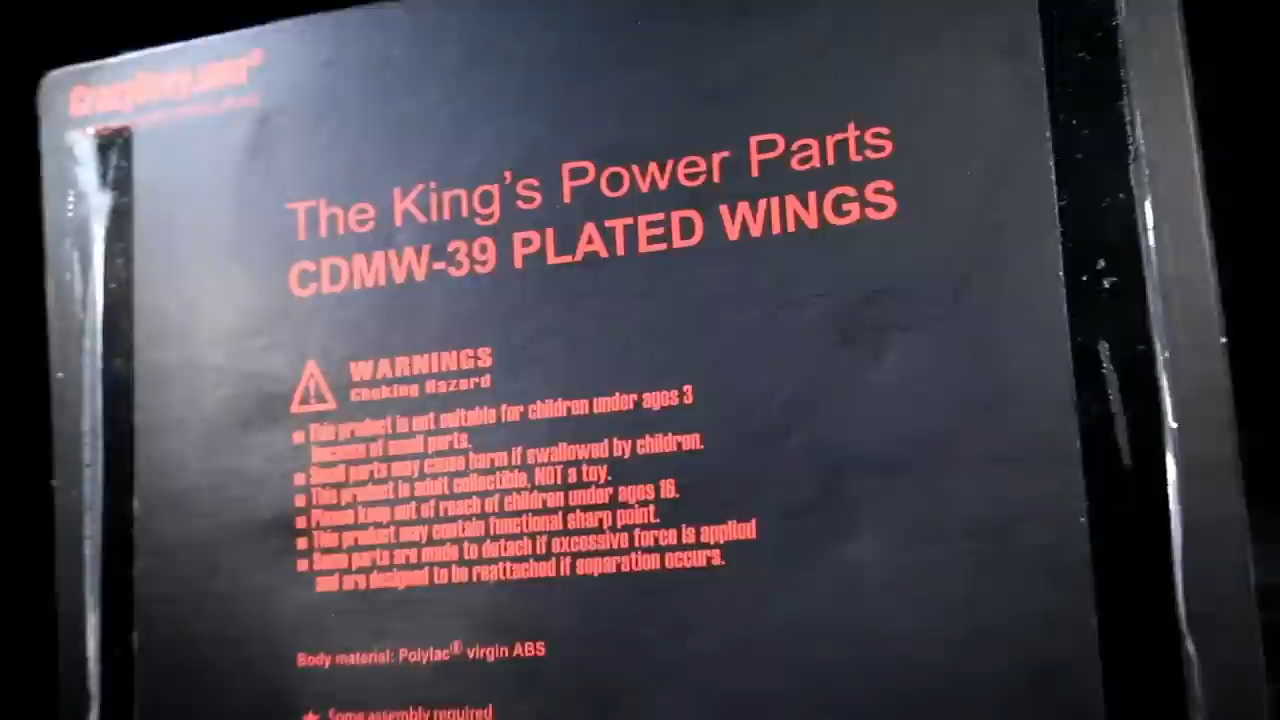 The King's Power Parts
CDMW-39 PLATED WINGS
WARNINGS
Choking Hazard
This product is not suitable for children under ages 3
because of small parts.
Small parts may cause harm if swallowed by children.
This product is adult collectible, NOT a toy.
Please keep out of reach of children under ages 16.
This product may contain functional sharp point.
Some parts are made to detach if excessive force is applied
and are designed to be reattached if separation occurs.
Body material: Polylac® virgin ABS
★ Some assembly required